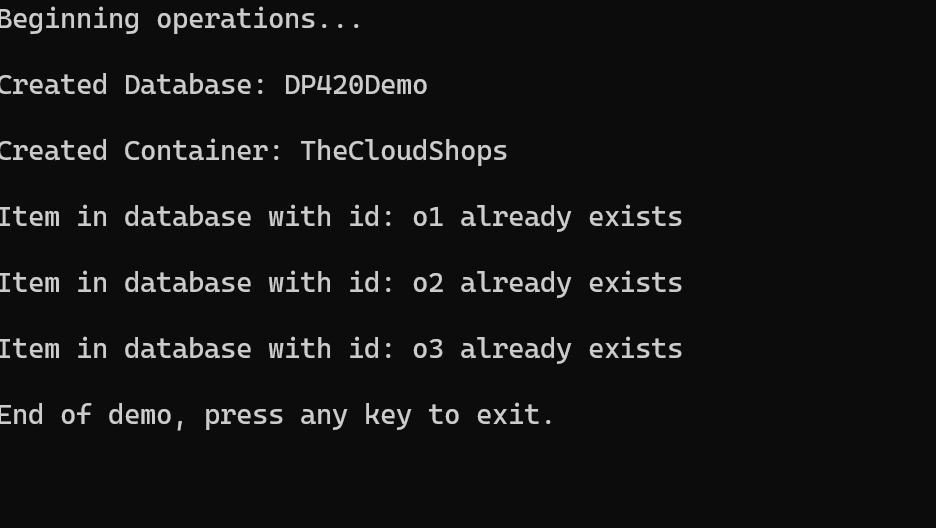 Beginning operations...
Created Database: DP420Demo
Created Container: TheCloudShops
Item in database with id: o1 already exists
Item in database with id: o2 already exists
Item in database with id: o3 already exists
End of demo, press any key to exit.